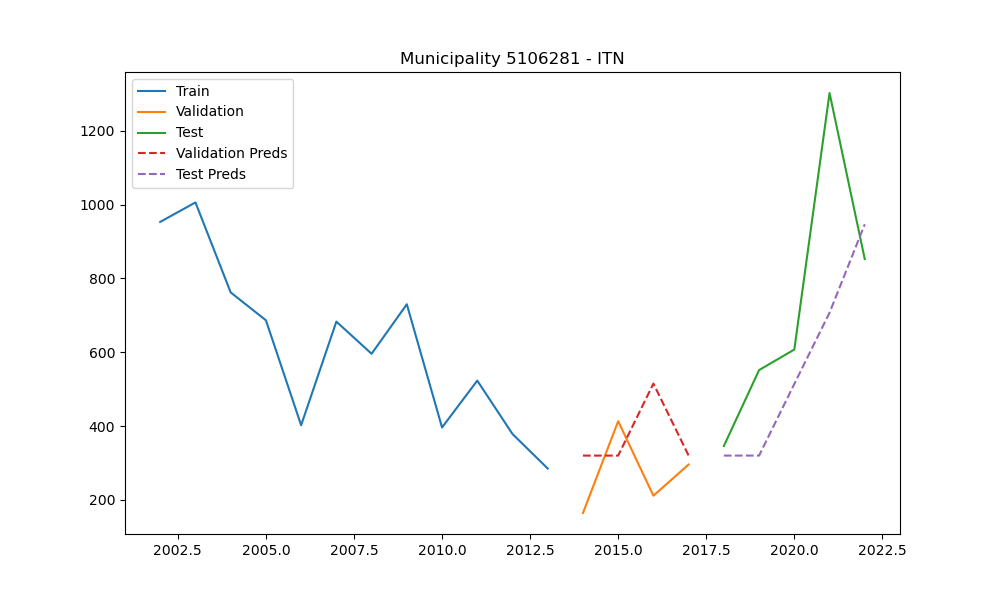 Municipality 5106281 - ITN
Train
Validation
Test
Validation Preds
Test Preds
1200
1000
800
600
400
200
2002.5 2005.0 2007.5 2010.0 2012.5 2015.0 2017.5 2020.0 2022.5